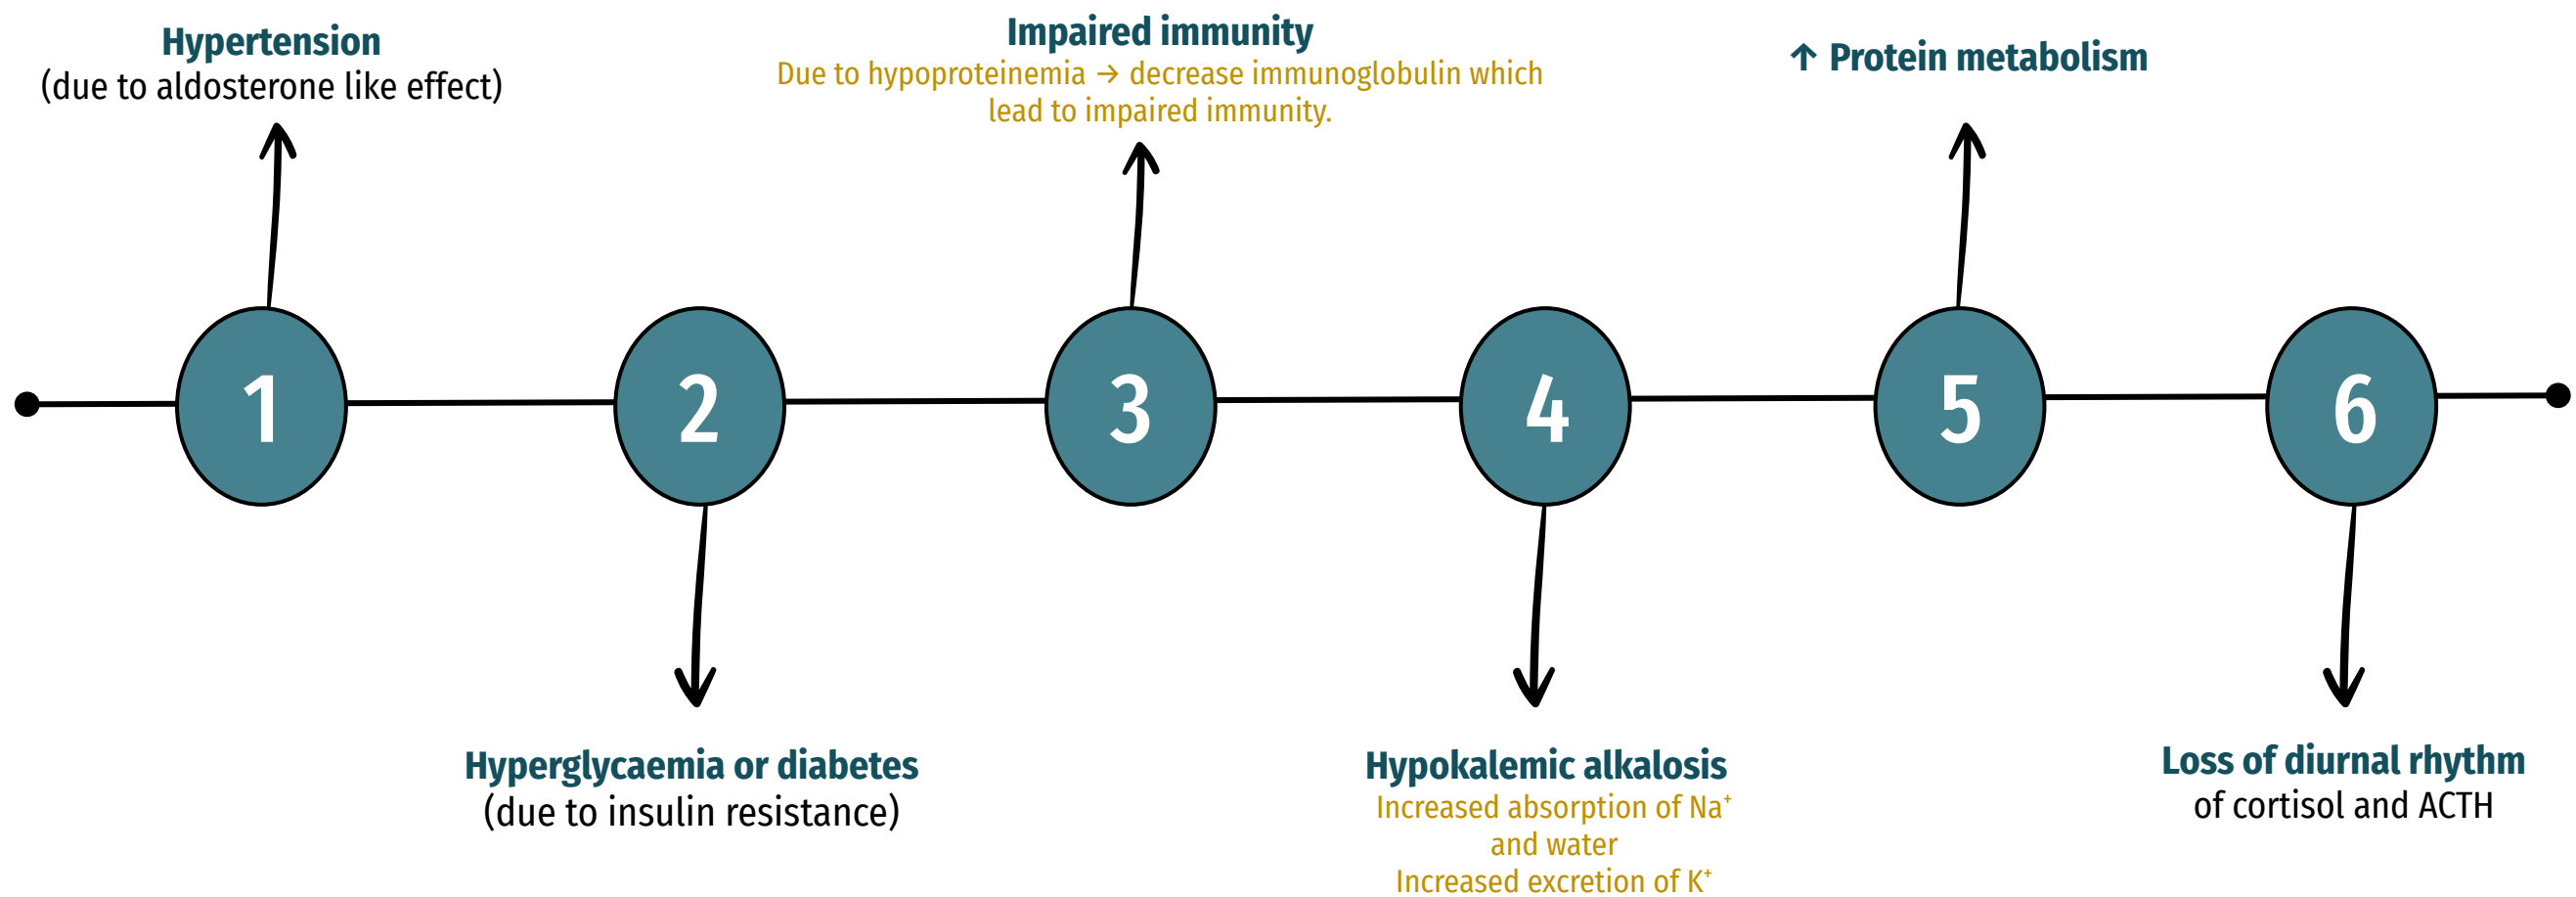 Hypertension
(due to aldosterone like effect)
Impaired immunity
Due to hypoproteinemia → decrease immunoglobulin which
lead to impaired immunity.
↑ Protein metabolism
1
2
3
4
5
6
Hyperglycaemia or diabetes
(due to insulin resistance)
Hypokalemic alkalosis
Increased absorption of Na⁺
and water
Increased excretion of K⁺
Loss of diurnal rhythm
of cortisol and ACTH